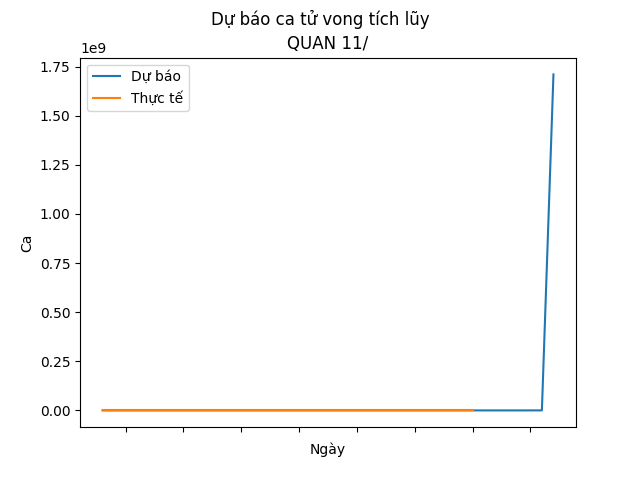 Dự báo ca tử vong tích lũy
QUAN 11/
1e9
1.75
1.50
1.25
1.00
0.75
0.50
0.25
0.00
Ca
Dự báo
Thực tế
Ngày